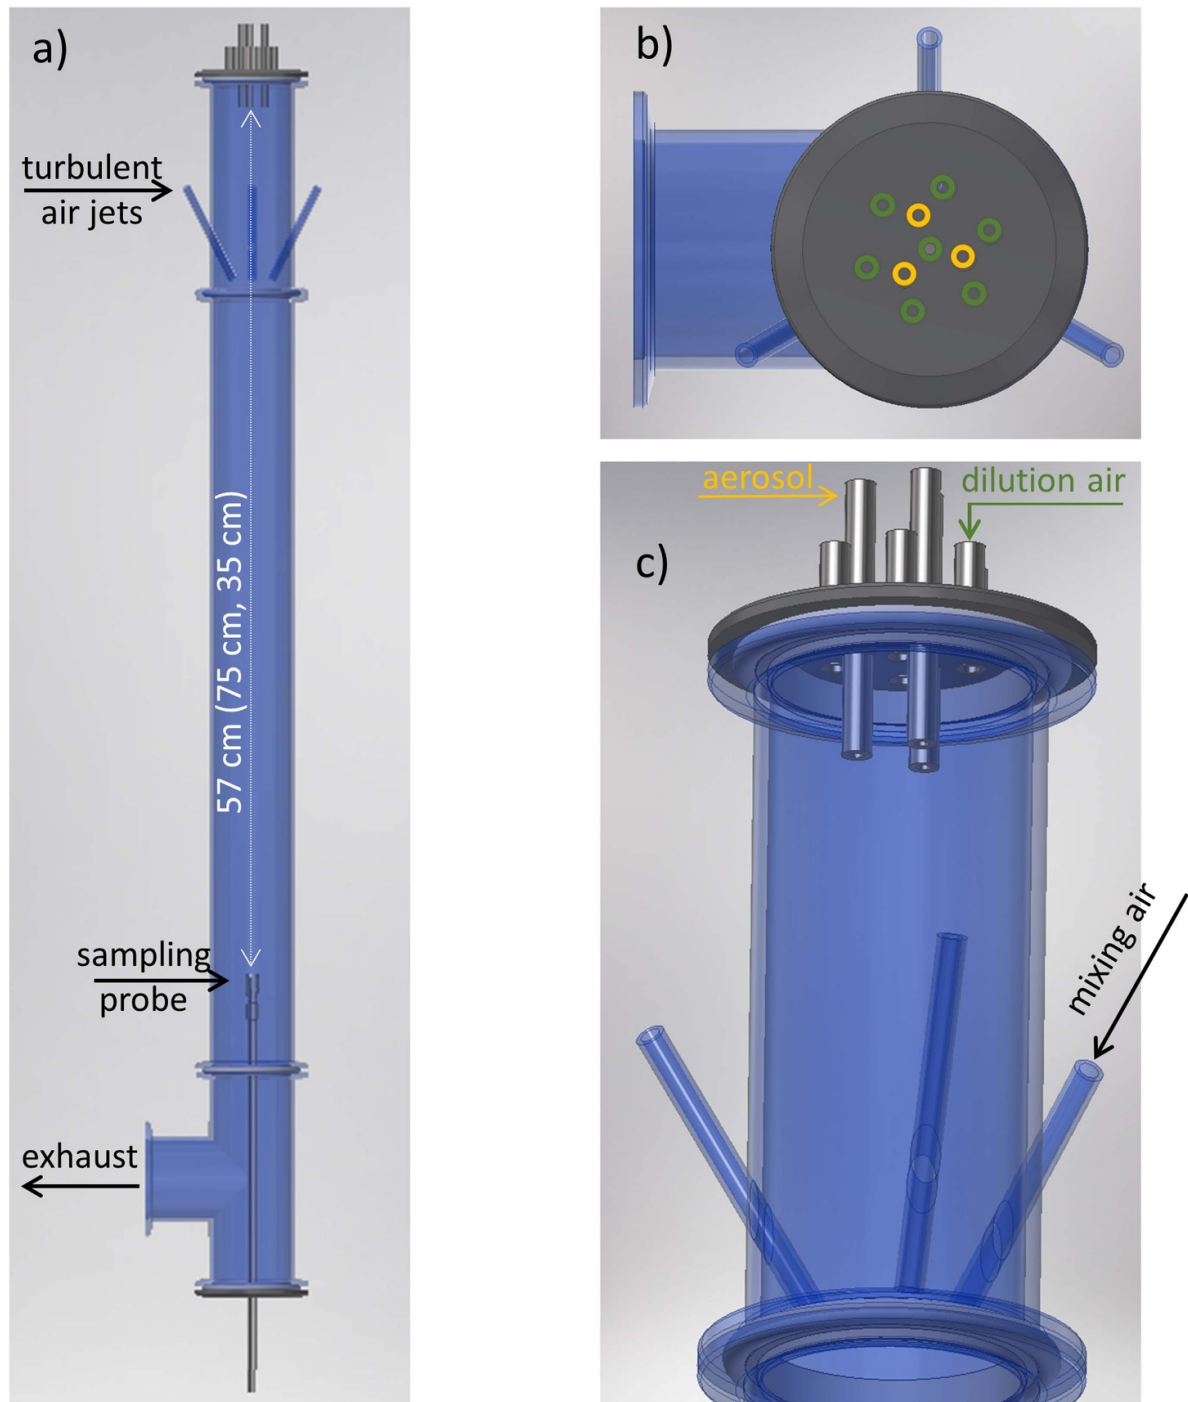 a)
turbulent
air jets
57 cm (75 cm, 35 cm)
sampling
probe
exhaust
b)
aerosol
dilution air
c)
mixing air